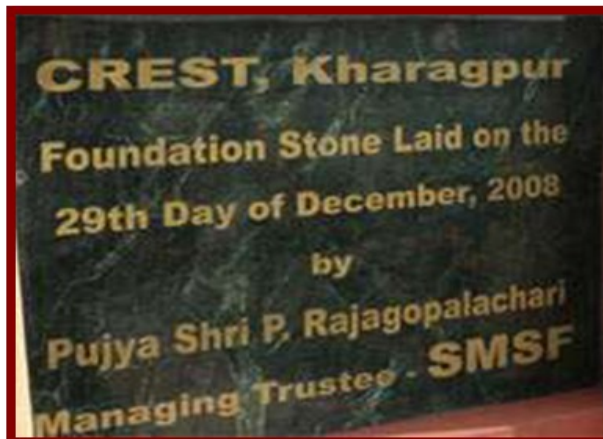 CREST, Kharagpur
Foundation Stone Laid on the
29th Day of December, 2008
by
Pujya Shri P. Rajagopalachari
Managing Trustee - SMSF